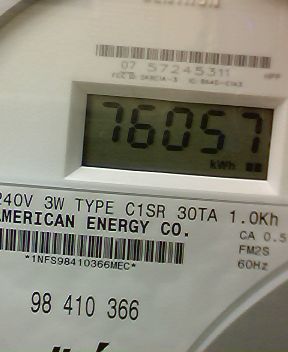 07 57245311
76057
kWh
240V 3W TYPE C1SR 30TA 1.0Kh
AMERICAN ENERGY CO.
CA 0.5
FM2S
*1NFS98410366MEC*
60Hz
98 410 366